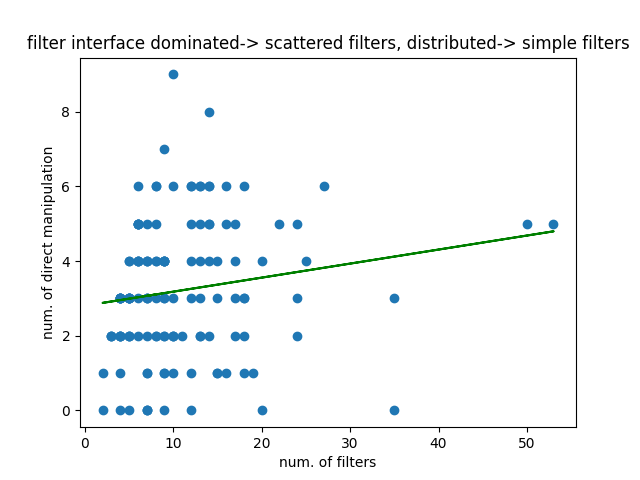 filter interface dominated-> scattered filters, distributed-> simple filters
8
6
4
2
0
num. of direct manipulation
0 10 20 30 40 50
num. of filters